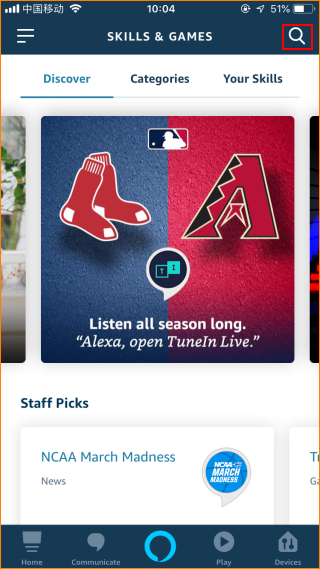 中国移动
10:04
51%
SKILLS & GAMES
Discover
Categories
Your Skills
T I
Listen all season long.
“Alexa, open TuneIn Live.”
Staff Picks
NCAA March Madness
News
NCAA
MARCH
MADNESS
T
Ga
Home
Communicate
Play
Devices